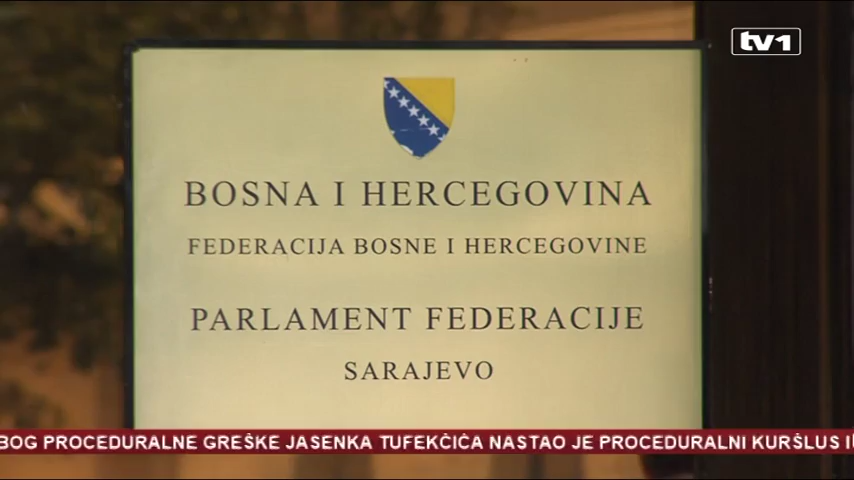 tv1
BOSNA I HERCEGOVINA
FEDERACIJA BOSNE I HERCEGOVINE
PARLAMENT FEDERACIJE
SARAJEVO
BOG PROCEDURALNE GREŠKE JASENKA TUFEKČIĆA NASTAO JE PROCEDURALNI KURŠLUS